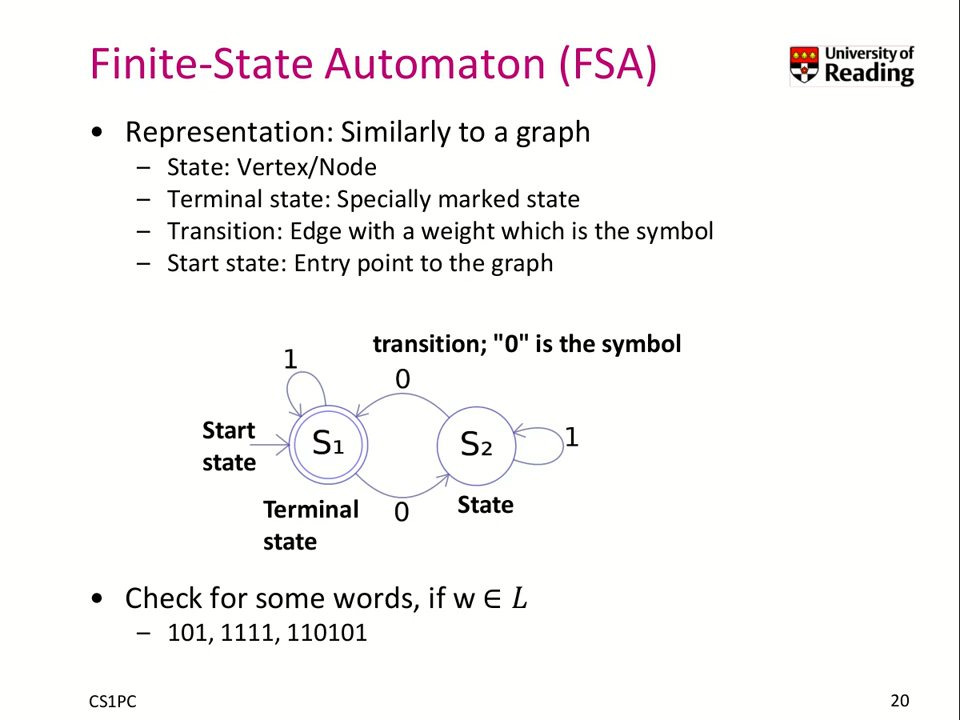 Finite-State Automaton (FSA)
University of
Reading
• Representation: Similarly to a graph
– State: Vertex/Node
– Terminal state: Specially marked state
– Transition: Edge with a weight which is the symbol
– Start state: Entry point to the graph
transition; "0" is the symbol
1
0
Start
state
S₁
S₂
1
Terminal
state
0
State
• Check for some words, if w ∈ 𝐿
– 101, 1111, 110101
CS1PC
20